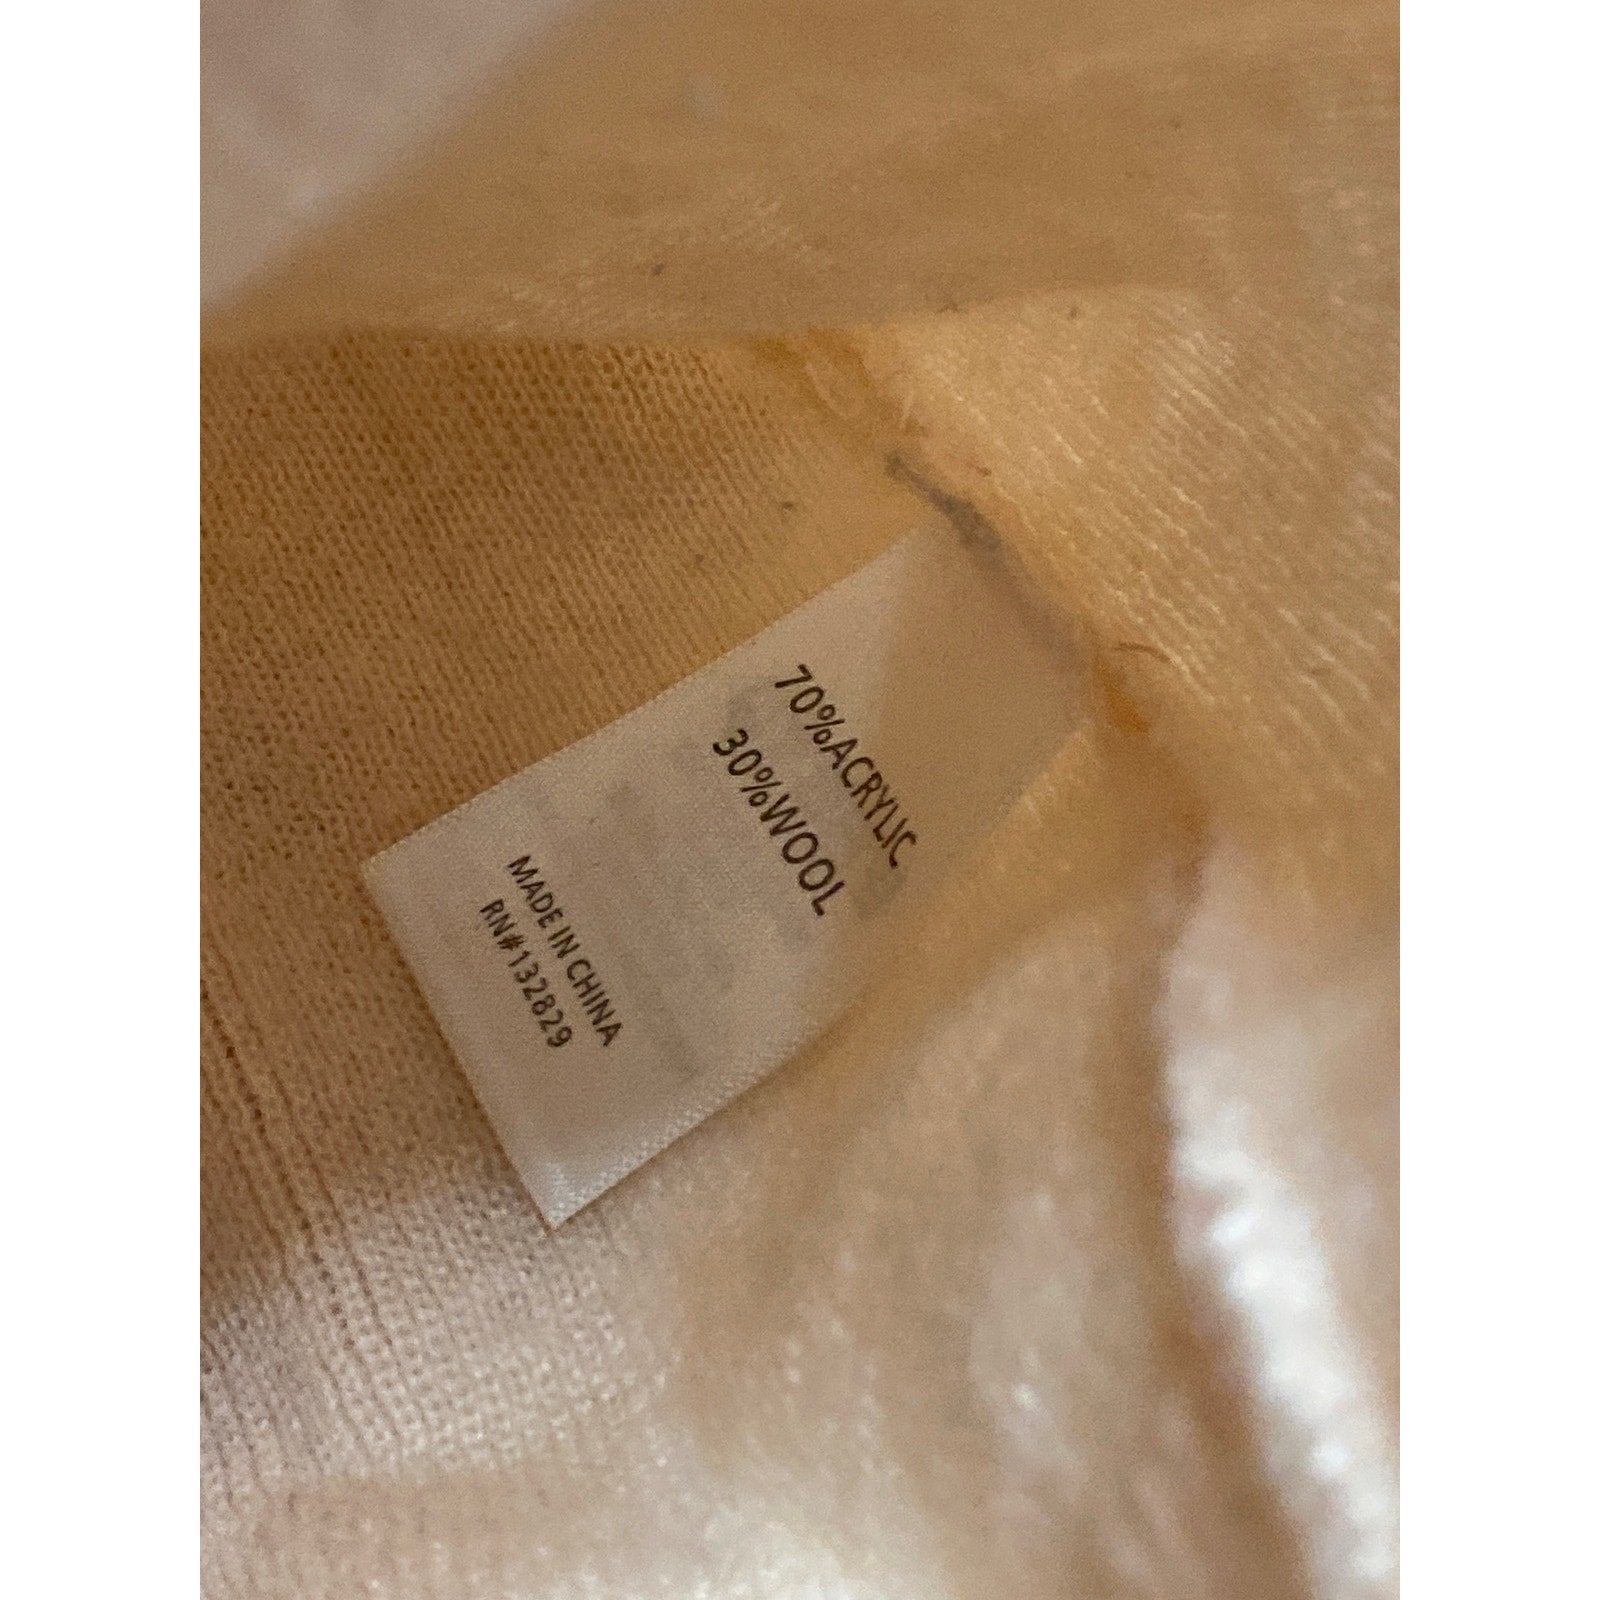 70%ACRYLIC
30%WOOL
MADE IN CHINA
RN#132829